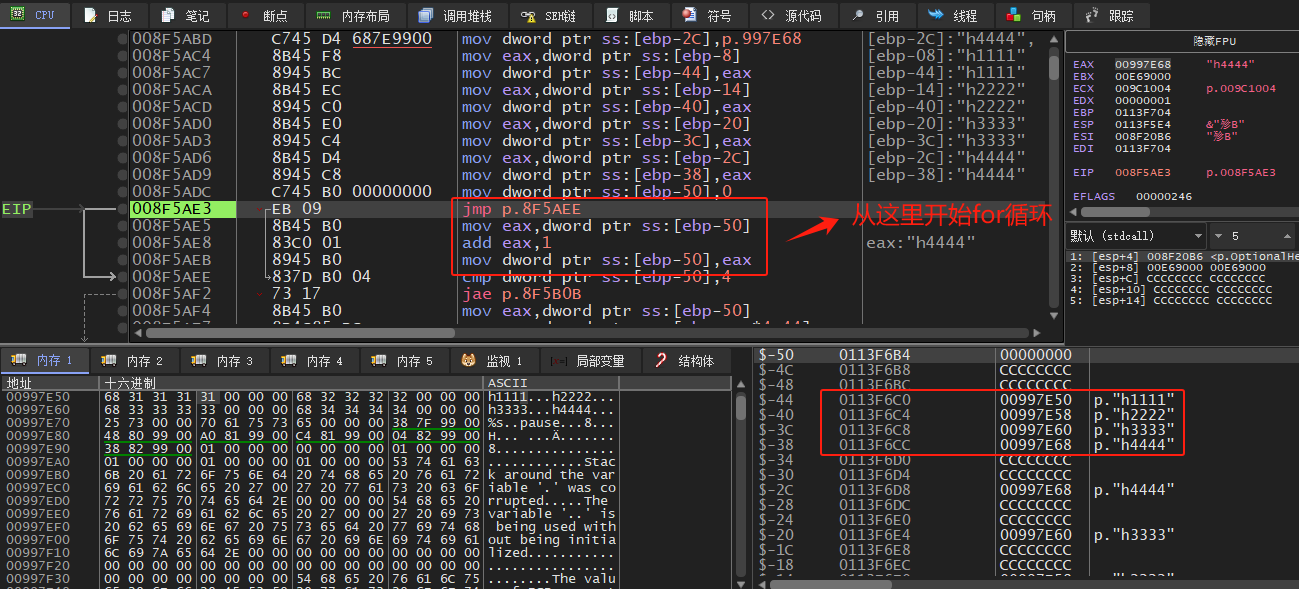 CPU 日志 笔记 断点 内存布局 调用堆栈 SEH链 脚本 符号 源代码 引用 线程 句柄 跟踪
008F5ABD C745 D4 687E9900 mov dword ptr ss:[ebp-2C],p.997E68 [ebp-2C]:"h4444",
008F5AC4 8B45 F8 mov eax,dword ptr ss:[ebp-8] [ebp-08]:"h1111"
008F5AC7 8945 BC mov dword ptr ss:[ebp-44],eax [ebp-44]:"h1111"
008F5ACA 8B45 EC mov eax,dword ptr ss:[ebp-14] [ebp-14]:"h2222"
008F5ACD 8945 C0 mov dword ptr ss:[ebp-40],eax [ebp-40]:"h2222"
008F5AD0 8B45 E0 mov eax,dword ptr ss:[ebp-20] [ebp-20]:"h3333"
008F5AD3 8945 C4 mov dword ptr ss:[ebp-3C],eax [ebp-3C]:"h3333"
008F5AD6 8B45 D4 mov eax,dword ptr ss:[ebp-2C] [ebp-2C]:"h4444"
008F5AD9 8945 C8 mov dword ptr ss:[ebp-38],eax [ebp-38]:"h4444"
008F5ADC C745 B0 00000000 mov dword ptr ss:[ebp-50],0
EIP 008F5AE3 EB 09 jmp p.8F5AEE
008F5AE5 8B45 B0 mov eax,dword ptr ss:[ebp-50]
从这里开始for循环
008F5AE8 83C0 01 add eax,1 eax:"h4444"
008F5AEB 8945 B0 mov dword ptr ss:[ebp-50],eax
008F5AEE 837D B0 04 cmp dword ptr ss:[ebp-50],4
008F5AF2 73 17 jae p.8F5B0B
008F5AF4 8B45 B0 mov eax,dword ptr ss:[ebp-50]
隐藏FPU
EAX 00997E68 "h4444"
EBX 00E69000
ECX 009C1004 p.009C1004
EDX 00000001
EBP 0113F704
ESP 0113F5E4
ESI 008F20B6
EDI 0113F704
EIP 008F5AE3 p.008F5AE3
EFLAGS 00000246
默认 (stdcall) 5
1: [esp+4] 008F20B6 <p.OptionalHe
2: [esp+8] 00E69000 00E69000
3: [esp+C] CCCCCCCC CCCCCCCC
4: [esp+10] CCCCCCCC CCCCCCCC
5: [esp+14] CCCCCCCC CCCCCCCC
内存 1 内存 2 内存 3 内存 4 内存 5 监视 1 局部变量 结构体
地址 十六进制 ASCII
00997E50 68 31 31 31 31 00 00 00 68 32 32 32 32 00 00 00 h1111...h2222...
00997E60 68 33 33 33 33 00 00 00 68 34 34 34 34 00 00 00 h3333...h4444...
00997E70 25 73 00 00 70 61 75 73 65 00 00 00 38 7F 99 00 %s..pause...8...
00997E80 48 80 99 00 A0 81 99 00 C4 81 99 00 04 82 99 00 H... ...Ä.......
00997E90 38 82 99 00 01 00 00 00 00 00 00 00 01 00 00 00 8...............
00997EA0 01 00 00 00 01 00 00 00 01 00 00 00 53 74 61 63 ............Stac
00997EB0 6B 20 61 72 6F 75 6E 64 20 74 68 65 20 76 61 72 k around the var
00997EC0 69 61 62 6C 65 20 27 00 27 20 77 61 73 20 63 6F iable '.' was co
00997ED0 72 72 75 70 74 65 64 2E 00 00 00 00 54 68 65 20 rrupted.....The
00997EE0 76 61 72 69 61 62 6C 65 20 27 00 00 27 20 69 73 variable '..' is
00997EF0 20 62 65 69 6E 67 20 75 73 65 64 20 77 69 74 68 being used with
00997F00 6F 75 74 20 62 65 69 6E 67 20 69 6E 69 74 69 61 out being initia
00997F10 6C 69 7A 65 64 2E 00 00 00 00 00 00 00 00 00 00 lized...........
00997F20 00 00 00 00 00 00 00 00 00 00 00 00 00 00 00 00 ................
00997F30 00 00 00 00 00 00 00 00 54 68 65 20 76 61 6C 75 ........The valu
$-50 0113F6B4 00000000
$-4C 0113F6B8 CCCCCCCC
$-48 0113F6BC CCCCCCCC
$-44 0113F6C0 00997E50 p."h1111"
$-40 0113F6C4 00997E58 p."h2222"
$-3C 0113F6C8 00997E60 p."h3333"
$-38 0113F6CC 00997E68 p."h4444"
$-34 0113F6D0 CCCCCCCC
$-30 0113F6D4 CCCCCCCC
$-2C 0113F6D8 00997E68 p."h4444"
$-28 0113F6DC CCCCCCCC
$-24 0113F6E0 CCCCCCCC
$-20 0113F6E4 00997E60 p."h3333"
$-1C 0113F6E8 CCCCCCCC
$-18 0113F6EC CCCCCCCC